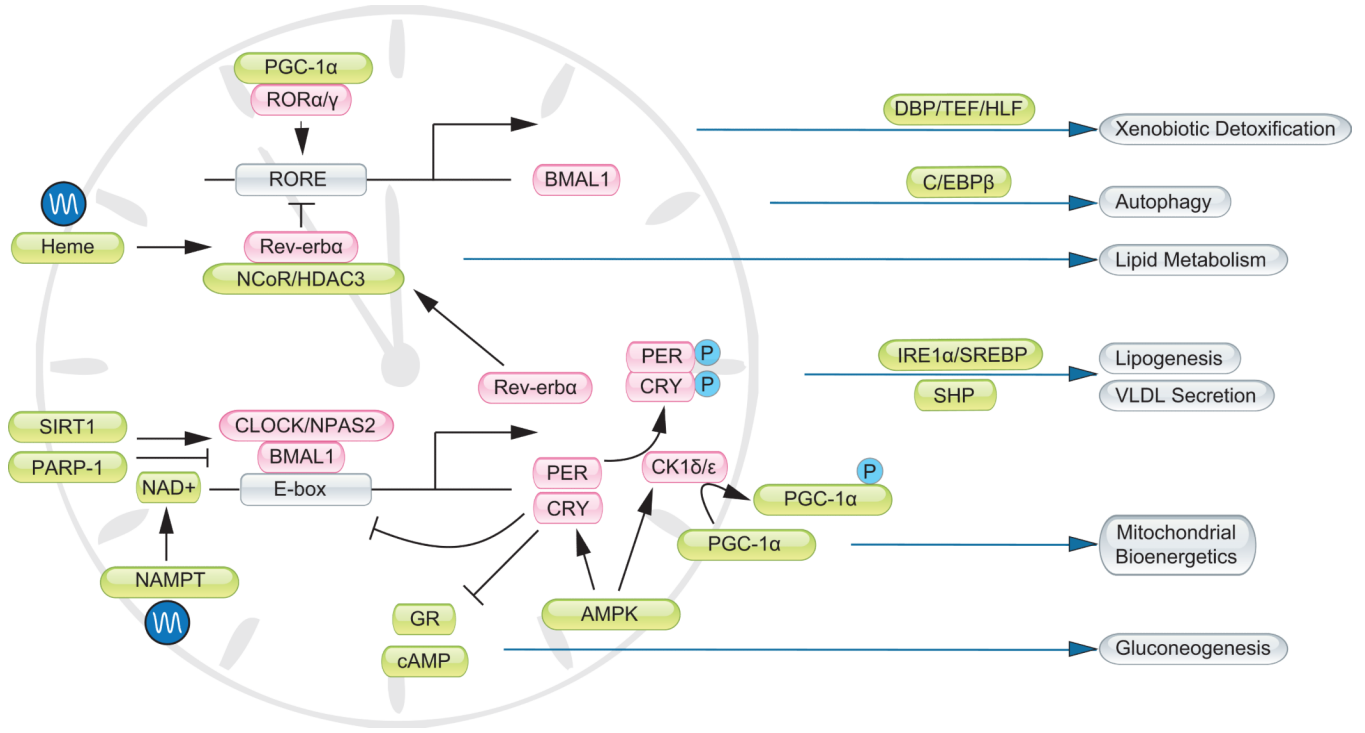 PGC-1α
RORα/γ
DBP/TEF/HLF
Xenobiotic Detoxification
RORE
BMAL1
C/EBPβ
Autophagy
Heme
Rev-erbα
NCoR/HDAC3
Lipid Metabolism
PER
P
CRY
P
Rev-erbα
IRE1α/SREBP
SHP
Lipogenesis
VLDL Secretion
SIRT1
PARP-1
NAD+
CLOCK/NPAS2
BMAL1
E-box
PER
CRY
CK1δ/ε
P
PGC-1α
PGC-1α
Mitochondrial
Bioenergetics
NAMPT
GR
cAMP
AMPK
Gluconeogenesis